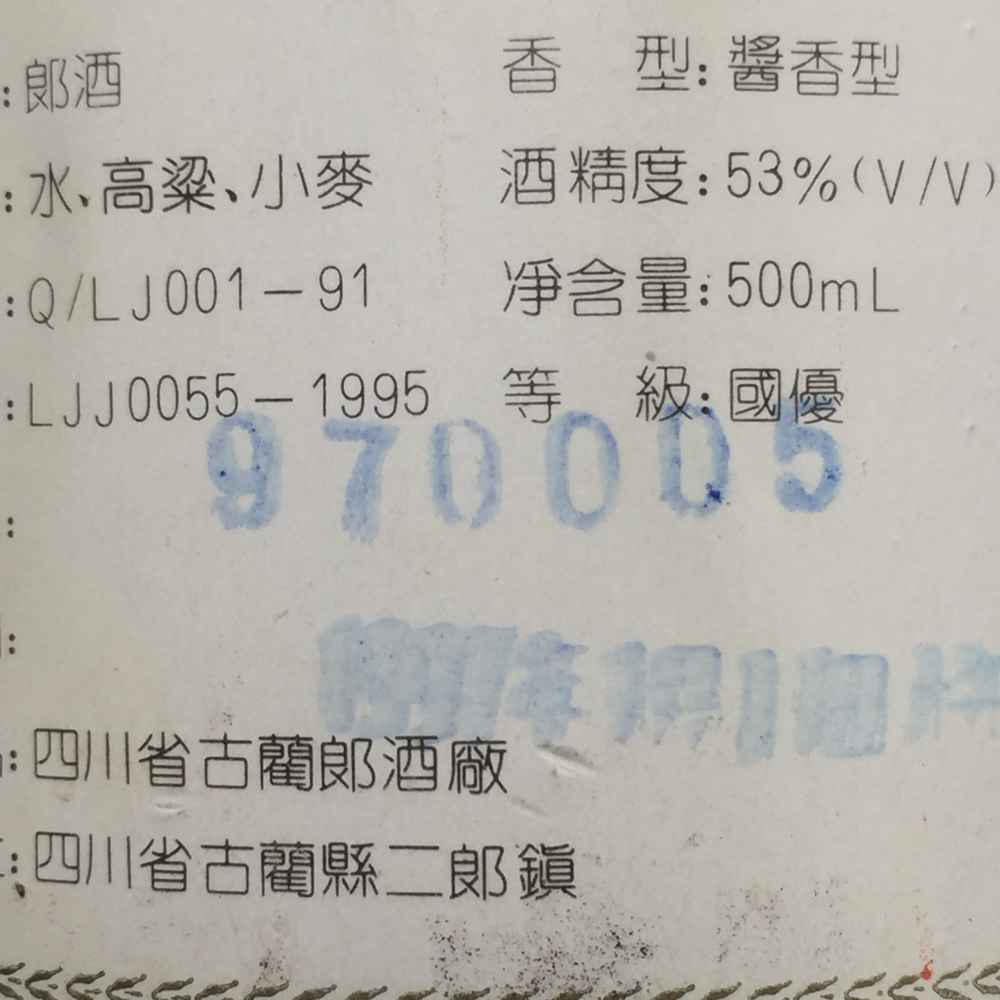 :郎酒 香 型:醬香型
:水、高粱、小麥 酒精度:53%(V/V)
:Q/LJ001-91 凈含量:500mL
:LJJ0055-1995 等 級:國優
970005
:
:
:四川省古藺郎酒廠
:四川省古藺縣二郎鎮